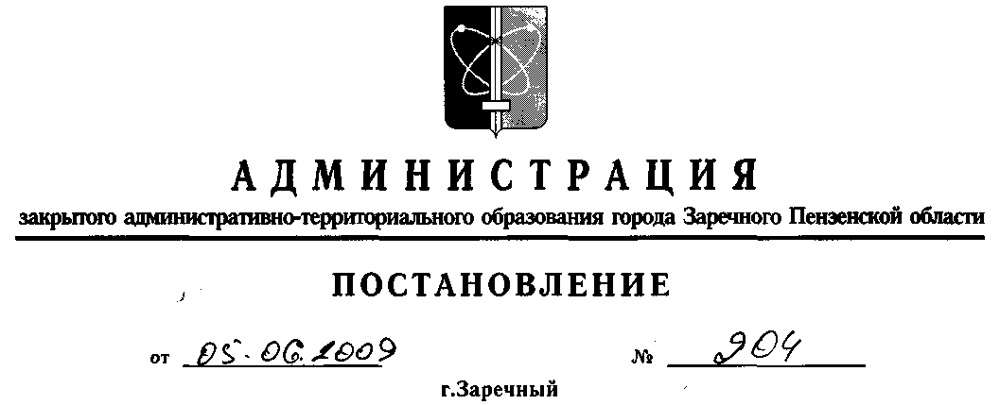 АДМИНИСТРАЦИЯ
закрытого административно-территориального образования города Заречного Пензенской области
ПОСТАНОВЛЕНИЕ
от 05.06.2009 № 904
г.Заречный